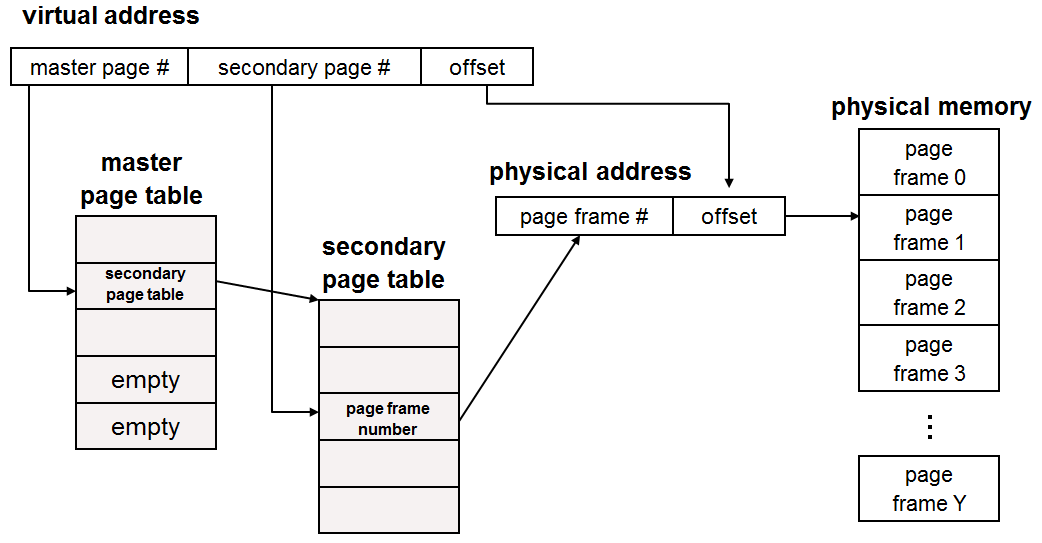 virtual address
master page # secondary page # offset
physical memory
page
frame 0
page
frame 1
page
frame 2
page
frame 3
⋮
page
frame Y
master
page table
secondary
page table
empty
empty
secondary
page table
page frame
number
physical address
page frame # offset